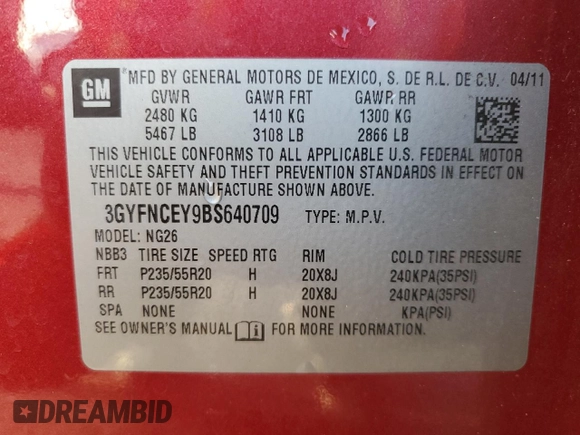 GM
MFD BY GENERAL MOTORS DE MEXICO, S. DE R.L. DE C.V. 04/11
GVWR GAWR FRT GAWR RR
2480 KG 1410 KG 1300 KG
5467 LB 3108 LB 2866 LB
THIS VEHICLE CONFORMS TO ALL APPLICABLE U.S. FEDERAL MOTOR
VEHICLE SAFETY AND THEFT PREVENTION STANDARDS IN EFFECT ON
THE DATE OF MANUFACTURE SHOWN ABOVE.
3GYFNCEY9BS640709 TYPE: M.P.V.
MODEL: NG26
NBB3 TIRE SIZE SPEED RTG RIM COLD TIRE PRESSURE
FRT P235/55R20 H 20X8J 240KPA(35PSI)
RR P235/55R20 H 20X8J 240KPA(35PSI)
SPA NONE NONE KPA(PSI)
SEE OWNER'S MANUAL FOR MORE INFORMATION.
DREAMBID